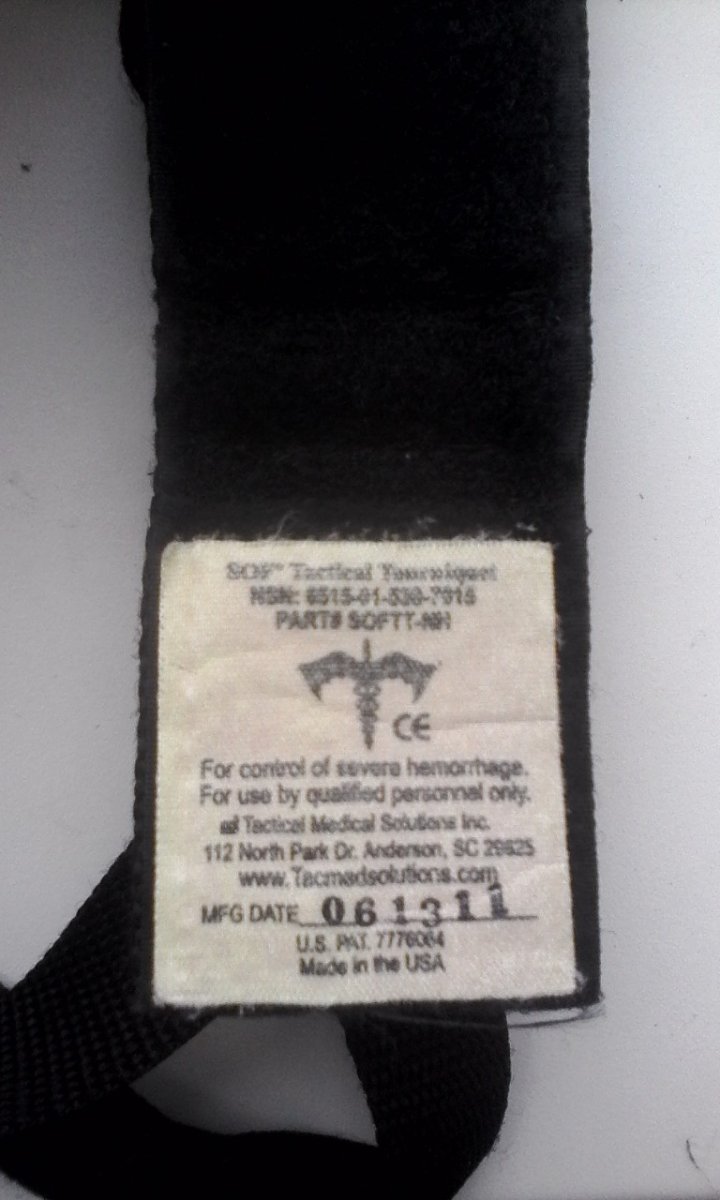 SOF™ Tactical Tourniquet
NSN: 6515-01-530-7015
PART# SOFTT-NH
CE
For control of severe hemorrhage.
For use by qualified personnel only.
Tactical Medical Solutions Inc.
112 North Park Dr. Anderson, SC 29625
www.Tacmedsolutions.com
MFG DATE 061311
U.S. PAT. 7776064
Made in the USA